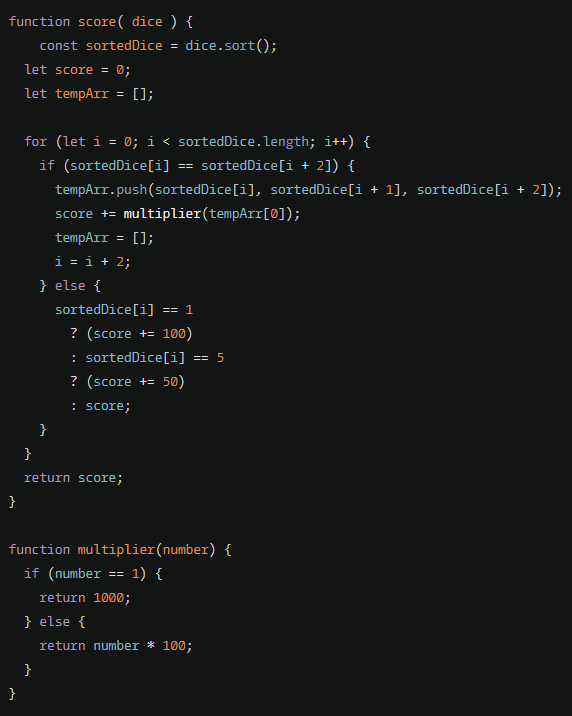 function score( dice ) {
    const sortedDice = dice.sort();
  let score = 0;
  let tempArr = [];

  for (let i = 0; i < sortedDice.length; i++) {
    if (sortedDice[i] == sortedDice[i + 2]) {
      tempArr.push(sortedDice[i], sortedDice[i + 1], sortedDice[i + 2]);
      score += multiplier(tempArr[0]);
      tempArr = [];
      i = i + 2;
    } else {
      sortedDice[i] == 1
        ? (score += 100)
        : sortedDice[i] == 5
        ? (score += 50)
        : score;
    }
  }
  return score;
}

function multiplier(number) {
  if (number == 1) {
    return 1000;
  } else {
    return number * 100;
  }
}